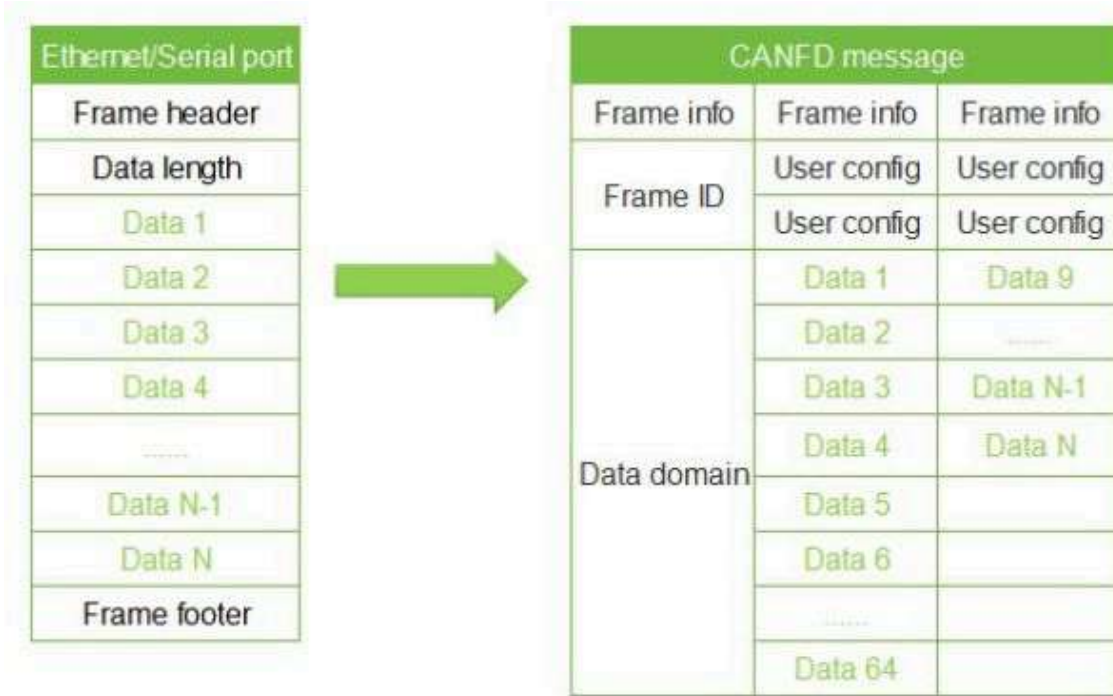 Ethernet/Serial port
Frame header
Data length
Data 1
Data 2
Data 3
Data 4
......
Data N-1
Data N
Frame footer
CANFD message
Frame info Frame info Frame info
Frame ID User config User config
User config User config
Data domain Data 1 Data 9
Data 2 ......
Data 3 Data N-1
Data 4 Data N
Data 5
Data 6
......
Data 64